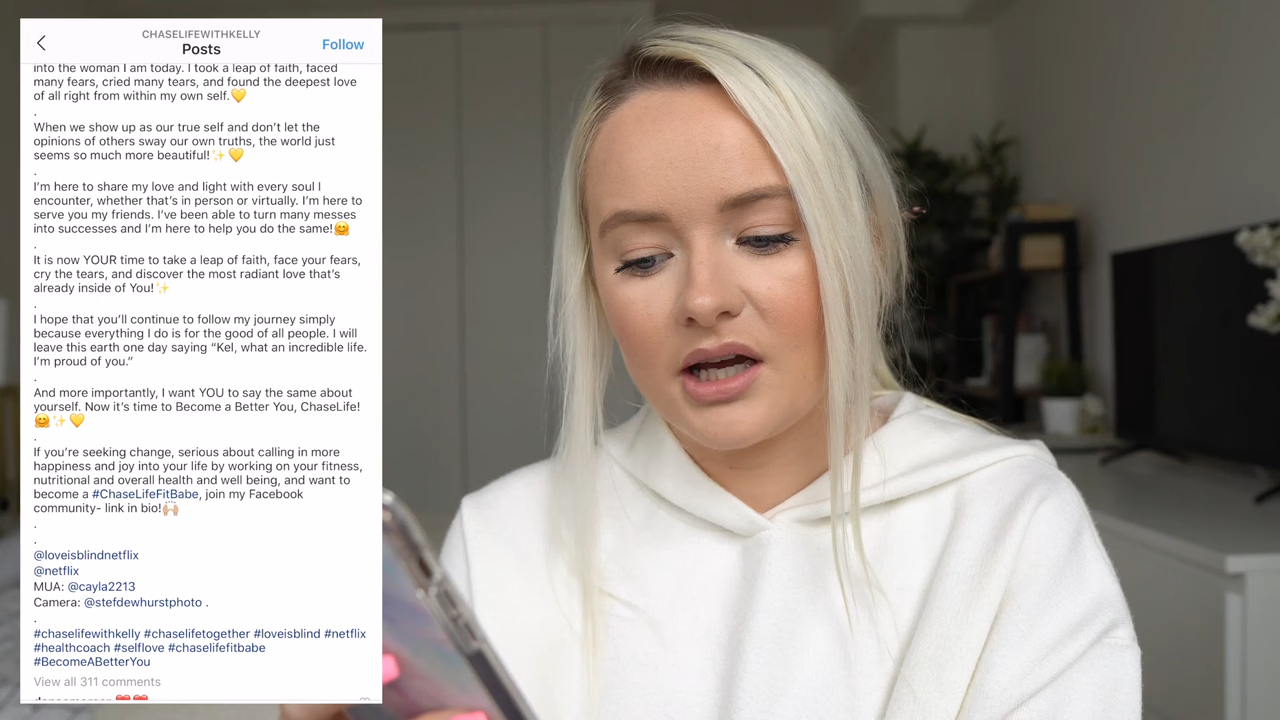 CHASELIFEWITHKELLY
Posts
Follow
into the woman I am today. I took a leap of faith, faced
many fears, cried many tears, and found the deepest love
of all right from within my own self.💛
.
When we show up as our true self and don’t let the
opinions of others sway our own truths, the world just
seems so much more beautiful!✨💛
.
I’m here to share my love and light with every soul I
encounter, whether that’s in person or virtually. I’m here to
serve you my friends. I’ve been able to turn many messes
into successes and I’m here to help you do the same!🤗
.
It is now YOUR time to take a leap of faith, face your fears,
cry the tears, and discover the most radiant love that’s
already inside of You!✨
.
I hope that you’ll continue to follow my journey simply
because everything I do is for the good of all people. I will
leave this earth one day saying “Kel, what an incredible life.
I’m proud of you.”
.
And more importantly, I want YOU to say the same about
yourself. Now it’s time to Become a Better You, ChaseLife!
🤗✨💛
.
If you’re seeking change, serious about calling in more
happiness and joy into your life by working on your fitness,
nutritional and overall health and well being, and want to
become a #ChaseLifeFitBabe, join my Facebook
community- link in bio!🙌🏼
.
.
@loveisblindnetflix
@netflix
MUA: @cayla2213
Camera: @stefdewhurstphoto .
.
#chaselifewithkelly #chaselifetogether #loveisblind #netflix
#healthcoach #selflove #chaselifefitbabe
#BecomeABetterYou
View all 311 comments